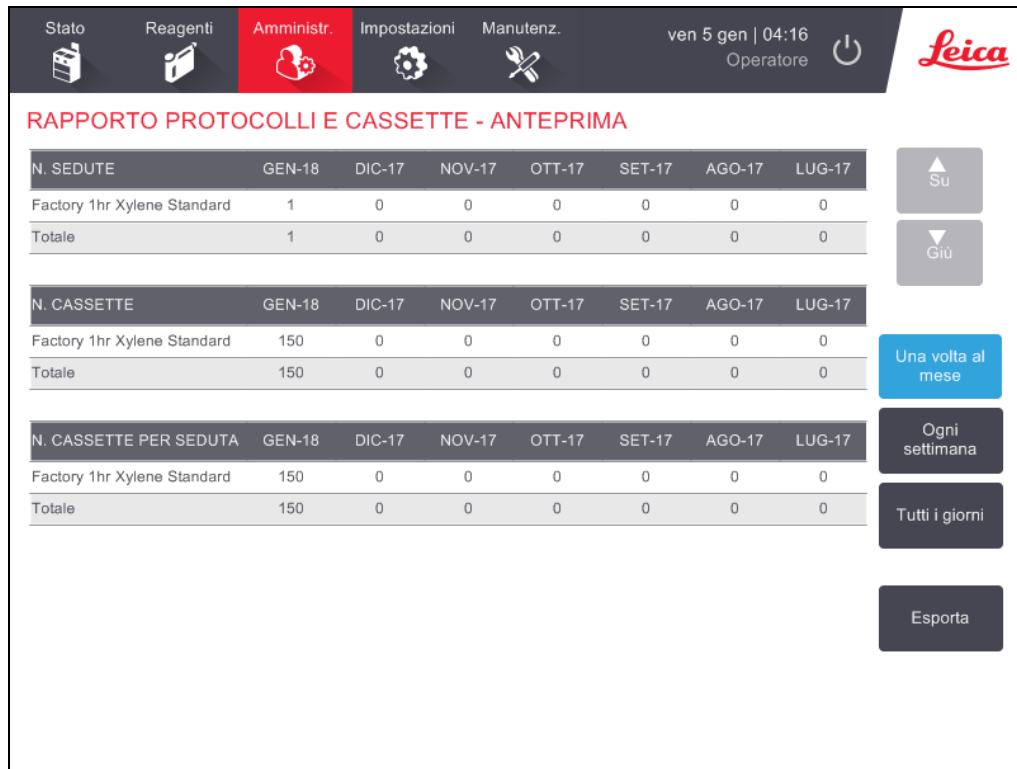 Stato Reagenti Amministr. Impostazioni Manutenz. ven 5 gen | 04:16
Operatore
Leica
RAPPORTO PROTOCOLLI E CASSETTE - ANTEPRIMA
N. SEDUTE GEN-18 DIC-17 NOV-17 OTT-17 SET-17 AGO-17 LUG-17
Factory 1hr Xylene Standard 1 0 0 0 0 0 0
Totale 1 0 0 0 0 0 0
N. CASSETTE GEN-18 DIC-17 NOV-17 OTT-17 SET-17 AGO-17 LUG-17
Factory 1hr Xylene Standard 150 0 0 0 0 0 0
Totale 150 0 0 0 0 0 0
N. CASSETTE PER SEDUTA GEN-18 DIC-17 NOV-17 OTT-17 SET-17 AGO-17 LUG-17
Factory 1hr Xylene Standard 150 0 0 0 0 0 0
Totale 150 0 0 0 0 0 0
Su
Giù
Una volta al
mese
Ogni
settimana
Tutti i giorni
Esporta